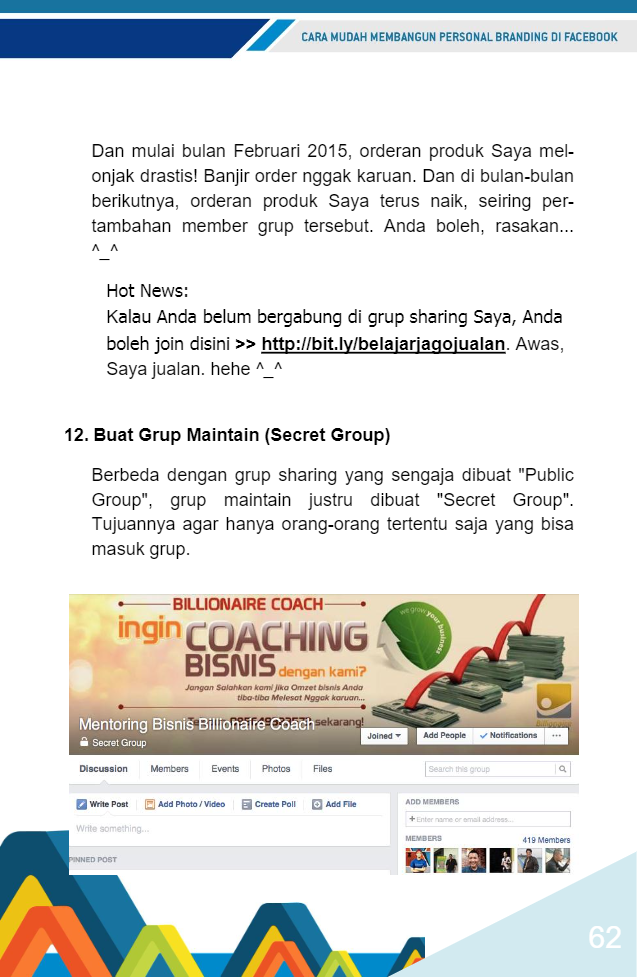 CARA MUDAH MEMBANGUN PERSONAL BRANDING DI FACEBOOK
Dan mulai bulan Februari 2015, orderan produk Saya mel-
onjak drastis! Banjir order nggak karuan. Dan di bulan-bulan
berikutnya, orderan produk Saya terus naik, seiring per-
tambahan member grup tersebut. Anda boleh, rasakan...
^_^
Hot News:
Kalau Anda belum bergabung di grup sharing Saya, Anda
boleh join disini >> http://bit.ly/belajarjagojualan. Awas,
Saya jualan. hehe ^_^
12. Buat Grup Maintain (Secret Group)
Berbeda dengan grup sharing yang sengaja dibuat "Public
Group", grup maintain justru dibuat "Secret Group".
Tujuannya agar hanya orang-orang tertentu saja yang bisa
masuk grup.
BILLIONAIRE COACH
we grow your business
ingin COACHING
BISNIS dengan kami?
Jangan Salahkan kami jika Omzet bisnis Anda
tiba-tiba Melesat Nggak karuan...
sekarang!
billionaire
Mentoring Bisnis Billionaire Coach
Secret Group
Joined
Add People
Notifications
...
Discussion
Members
Events
Photos
Files
Search this group
Write Post
Add Photo / Video
Create Poll
Add File
Write something...
PINNED POST
ADD MEMBERS
+ Enter name or email address...
MEMBERS
419 Members
62